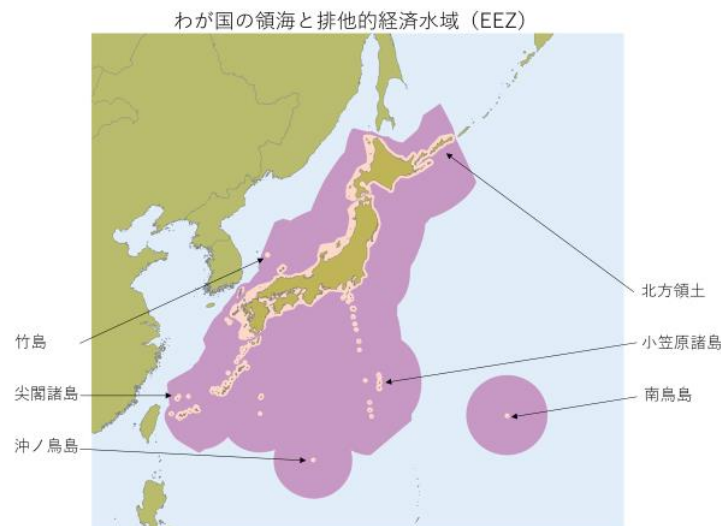 わが国の領海と排他的経済水域（EEZ）
北方領土
竹島
小笠原諸島
尖閣諸島
南鳥島
沖ノ鳥島